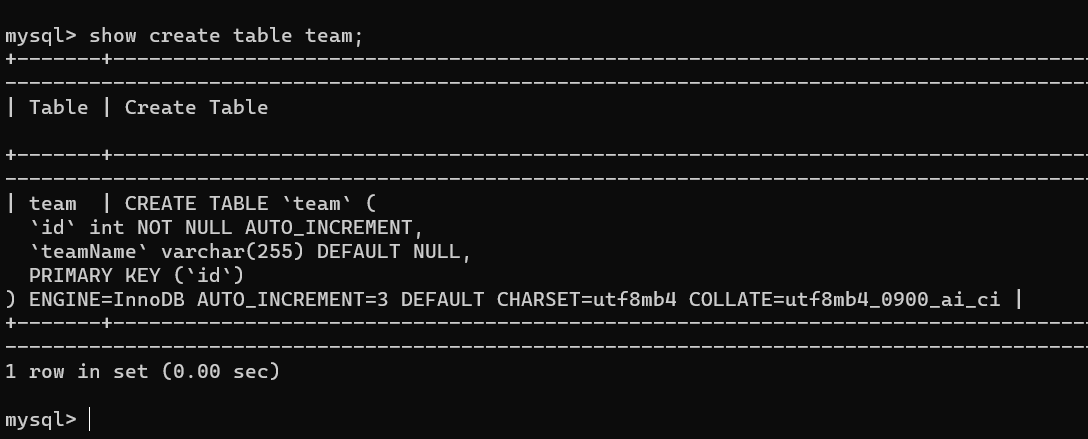 mysql> show create table team;
+-------+----------------------------------------------------------------------------------
-------------------------------------------------------------------------------------------
| Table | Create Table
+-------+----------------------------------------------------------------------------------
-------------------------------------------------------------------------------------------
| team  | CREATE TABLE `team` (
  `id` int NOT NULL AUTO_INCREMENT,
  `teamName` varchar(255) DEFAULT NULL,
  PRIMARY KEY (`id`)
) ENGINE=InnoDB AUTO_INCREMENT=3 DEFAULT CHARSET=utf8mb4 COLLATE=utf8mb4_0900_ai_ci |
+-------+----------------------------------------------------------------------------------
-------------------------------------------------------------------------------------------
1 row in set (0.00 sec)
mysql>